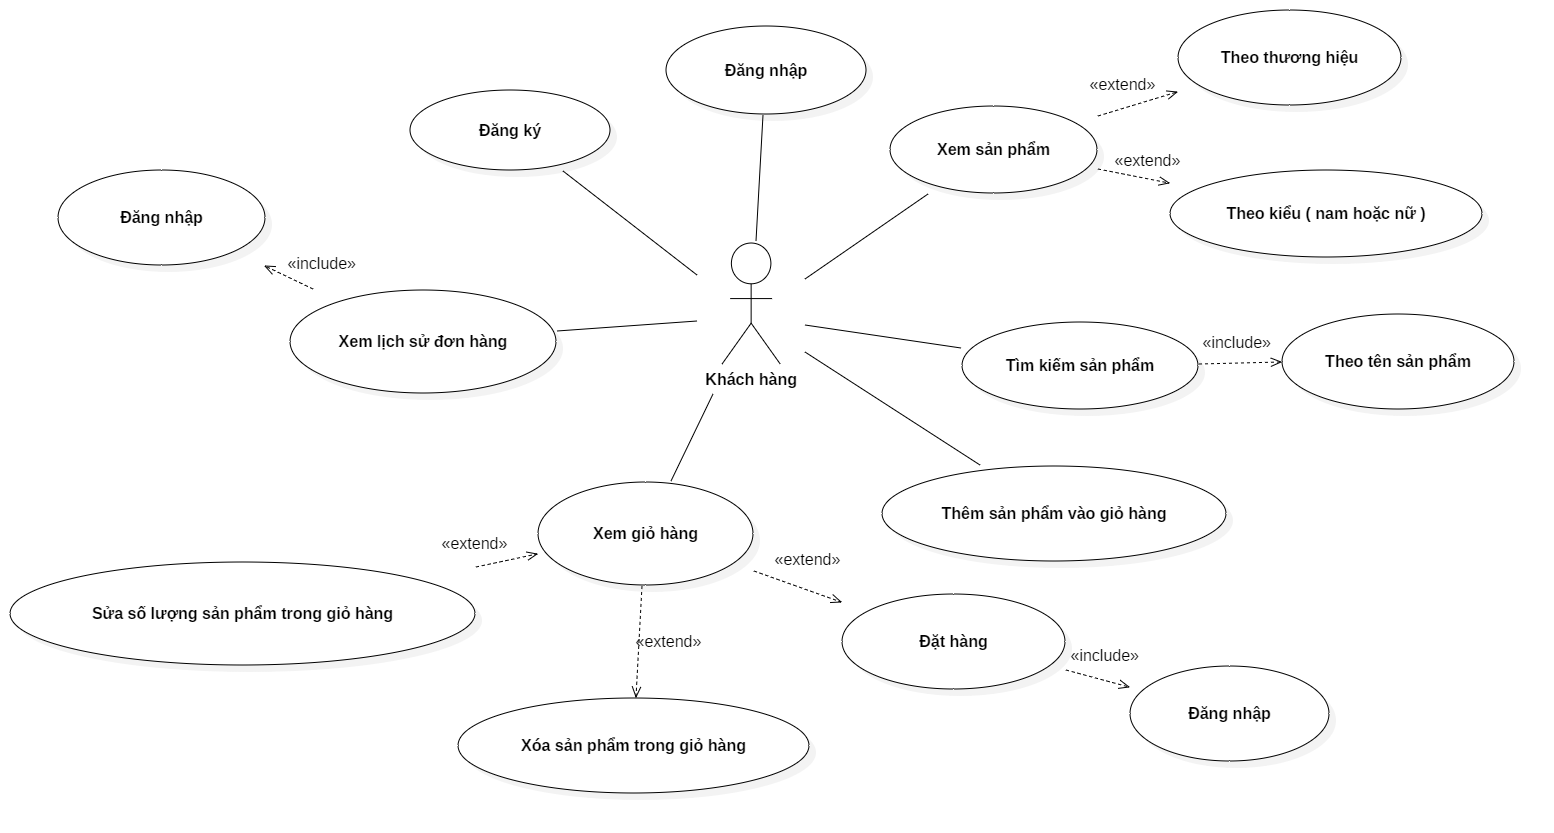 Theo thương hiệu
Đăng nhập
«extend»
Đăng ký
Xem sản phẩm
«extend»
Đăng nhập
Theo kiểu ( nam hoặc nữ )
«include»
Xem lịch sử đơn hàng
«include»
Tìm kiếm sản phẩm
Theo tên sản phẩm
Khách hàng
Thêm sản phẩm vào giỏ hàng
Xem giỏ hàng
«extend»
«extend»
Sửa số lượng sản phẩm trong giỏ hàng
«extend»
Đặt hàng
«include»
Đăng nhập
Xóa sản phẩm trong giỏ hàng